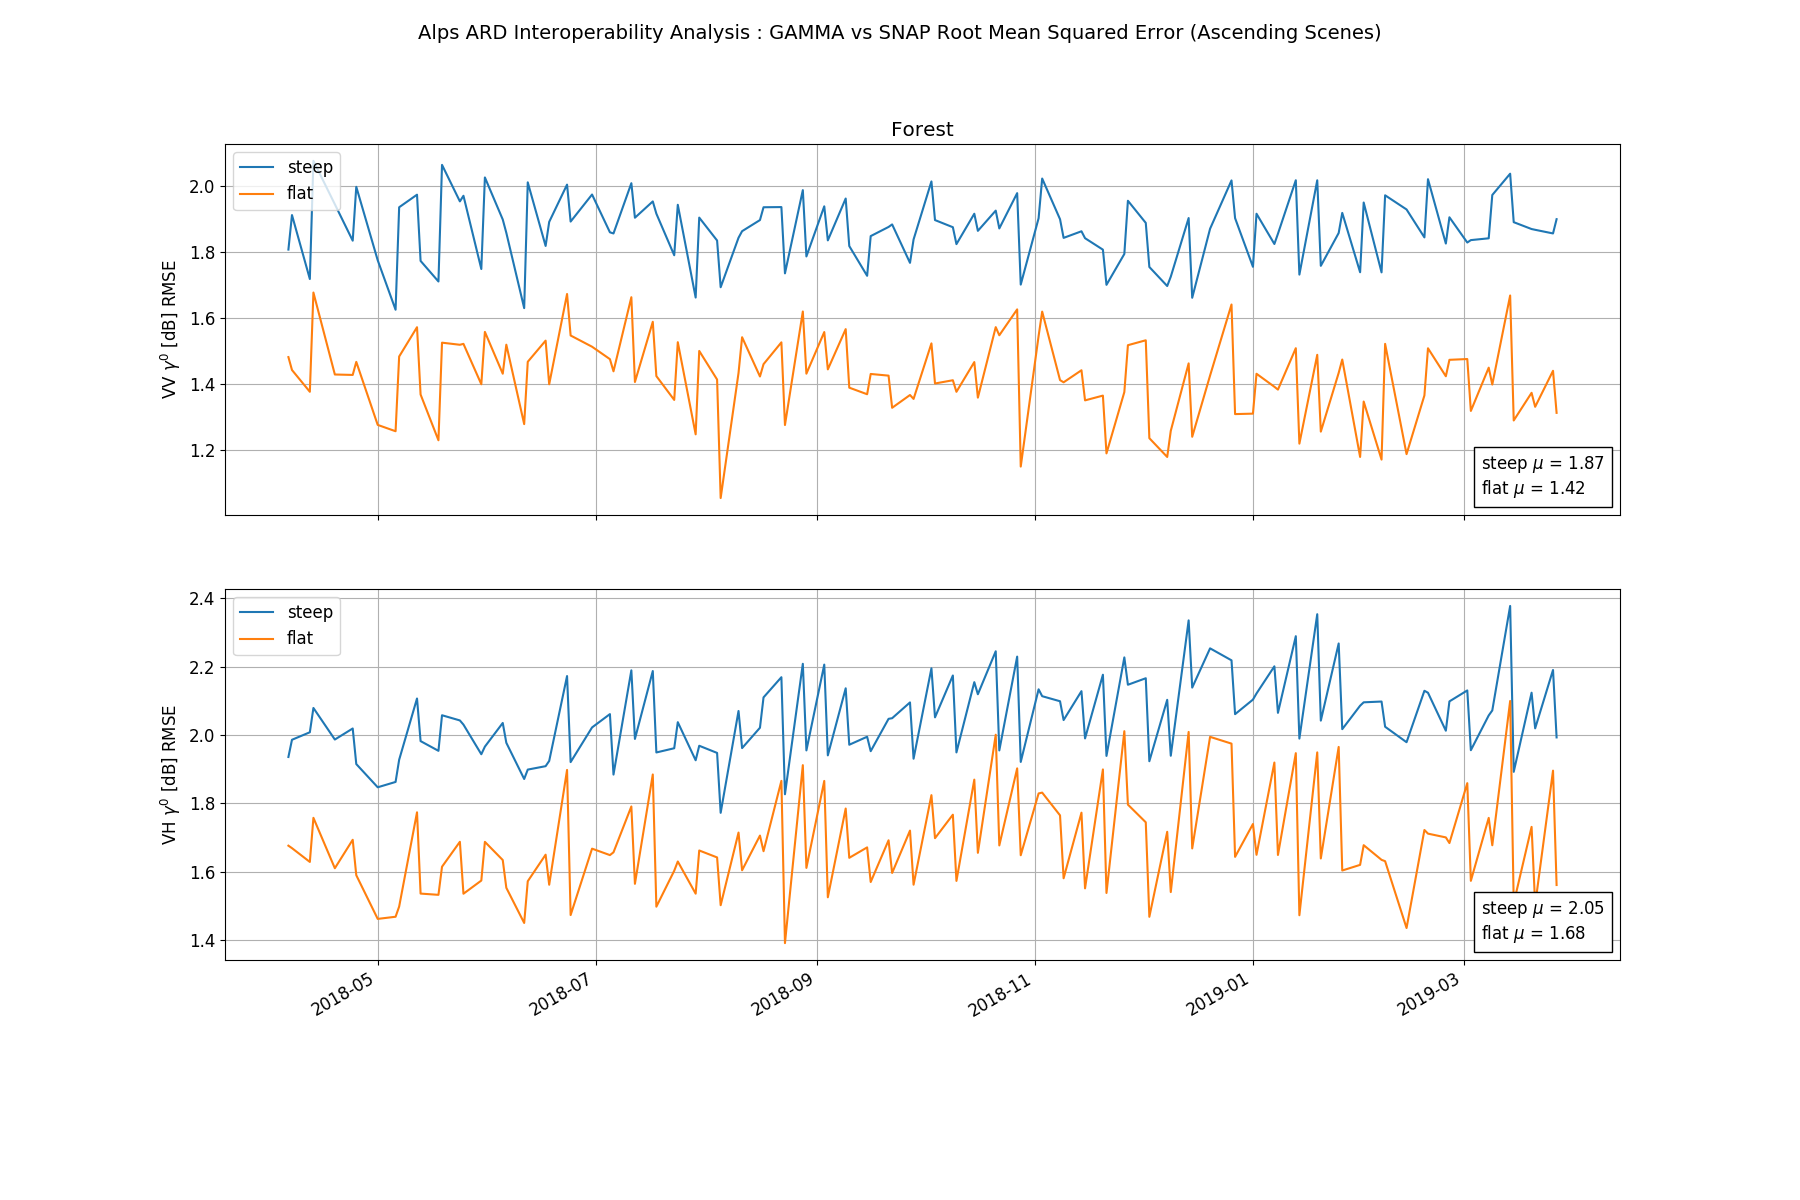 Alps ARD Interoperability Analysis : GAMMA vs SNAP Root Mean Squared Error (Ascending Scenes)
Forest
steep
flat
VV γ⁰ [dB] RMSE
2.0
1.8
1.6
1.4
1.2
steep μ = 1.87
flat μ = 1.42
steep
flat
VH γ⁰ [dB] RMSE
2.4
2.2
2.0
1.8
1.6
1.4
steep μ = 2.05
flat μ = 1.68
2018-05
2018-07
2018-09
2018-11
2019-01
2019-03